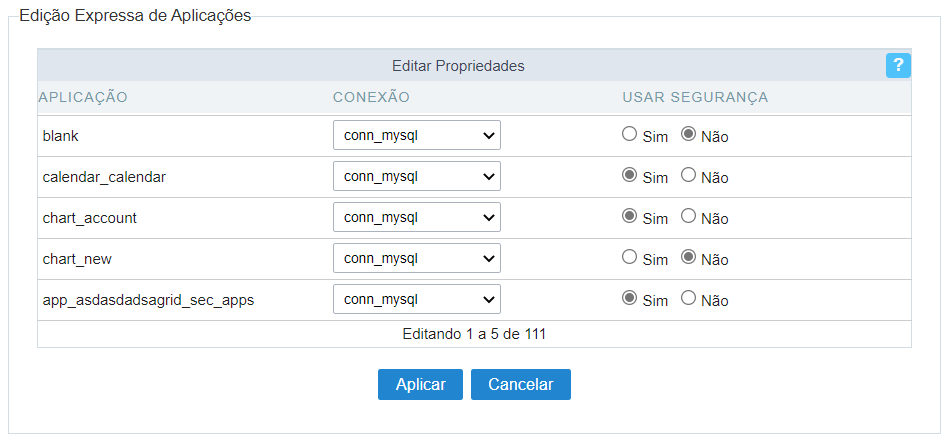 Edição Expressa de Aplicações
Editar Propriedades ?
APLICAÇÃO CONEXÃO USAR SEGURANÇA
blank conn_mysql Sim Não
calendar_calendar conn_mysql Sim Não
chart_account conn_mysql Sim Não
chart_new conn_mysql Sim Não
app_asdasdadsagrid_sec_apps conn_mysql Sim Não
Editando 1 a 5 de 111
Aplicar Cancelar